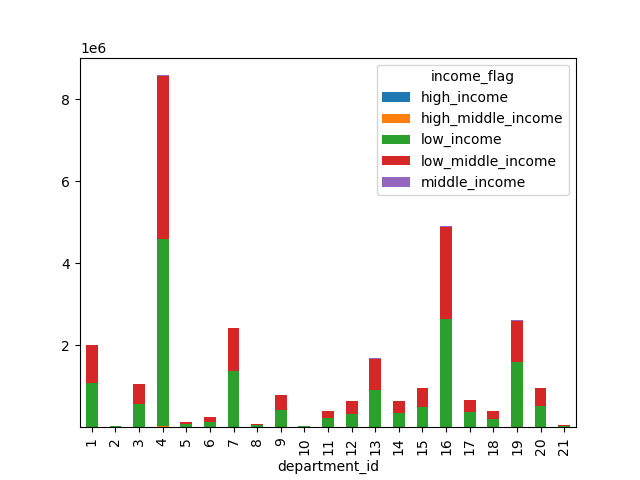 1e6
income_flag
high_income
high_middle_income
low_income
low_middle_income
middle_income
8
6
4
2
1 2 3 4 5 6 7 8 9 10 11 12 13 14 15 16 17 18 19 20 21
department_id